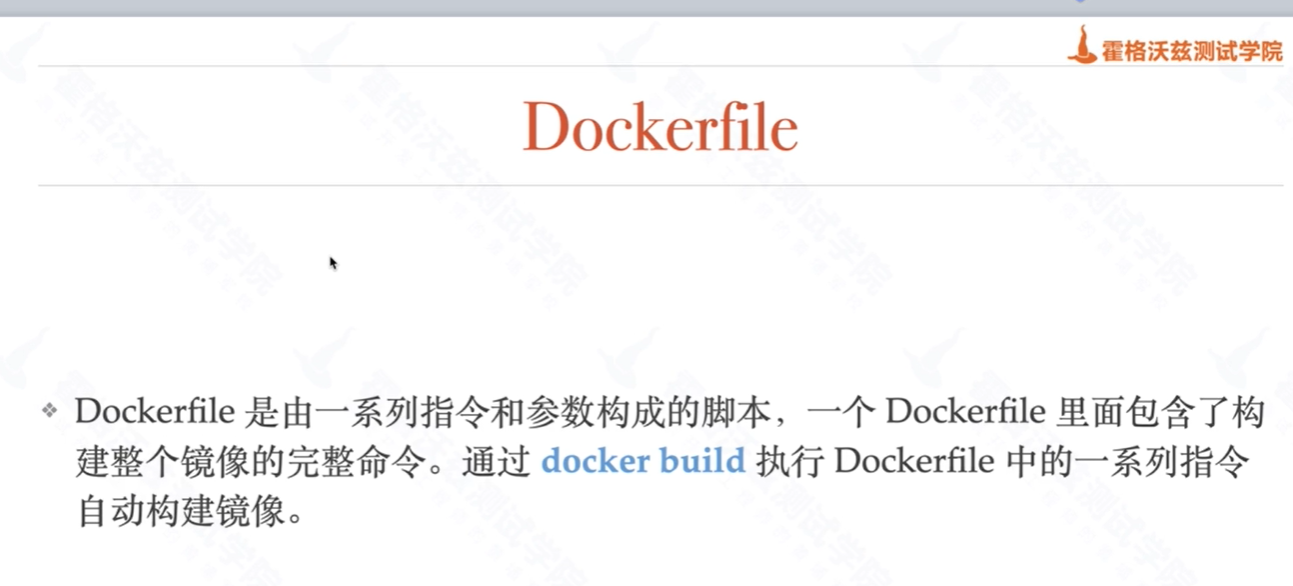 霍格沃兹测试学院
Dockerfile
Dockerfile 是由一系列指令和参数构成的脚本，一个 Dockerfile 里面包含了构
建整个镜像的完整命令。通过 docker build 执行 Dockerfile 中的一系列指令
自动构建镜像。